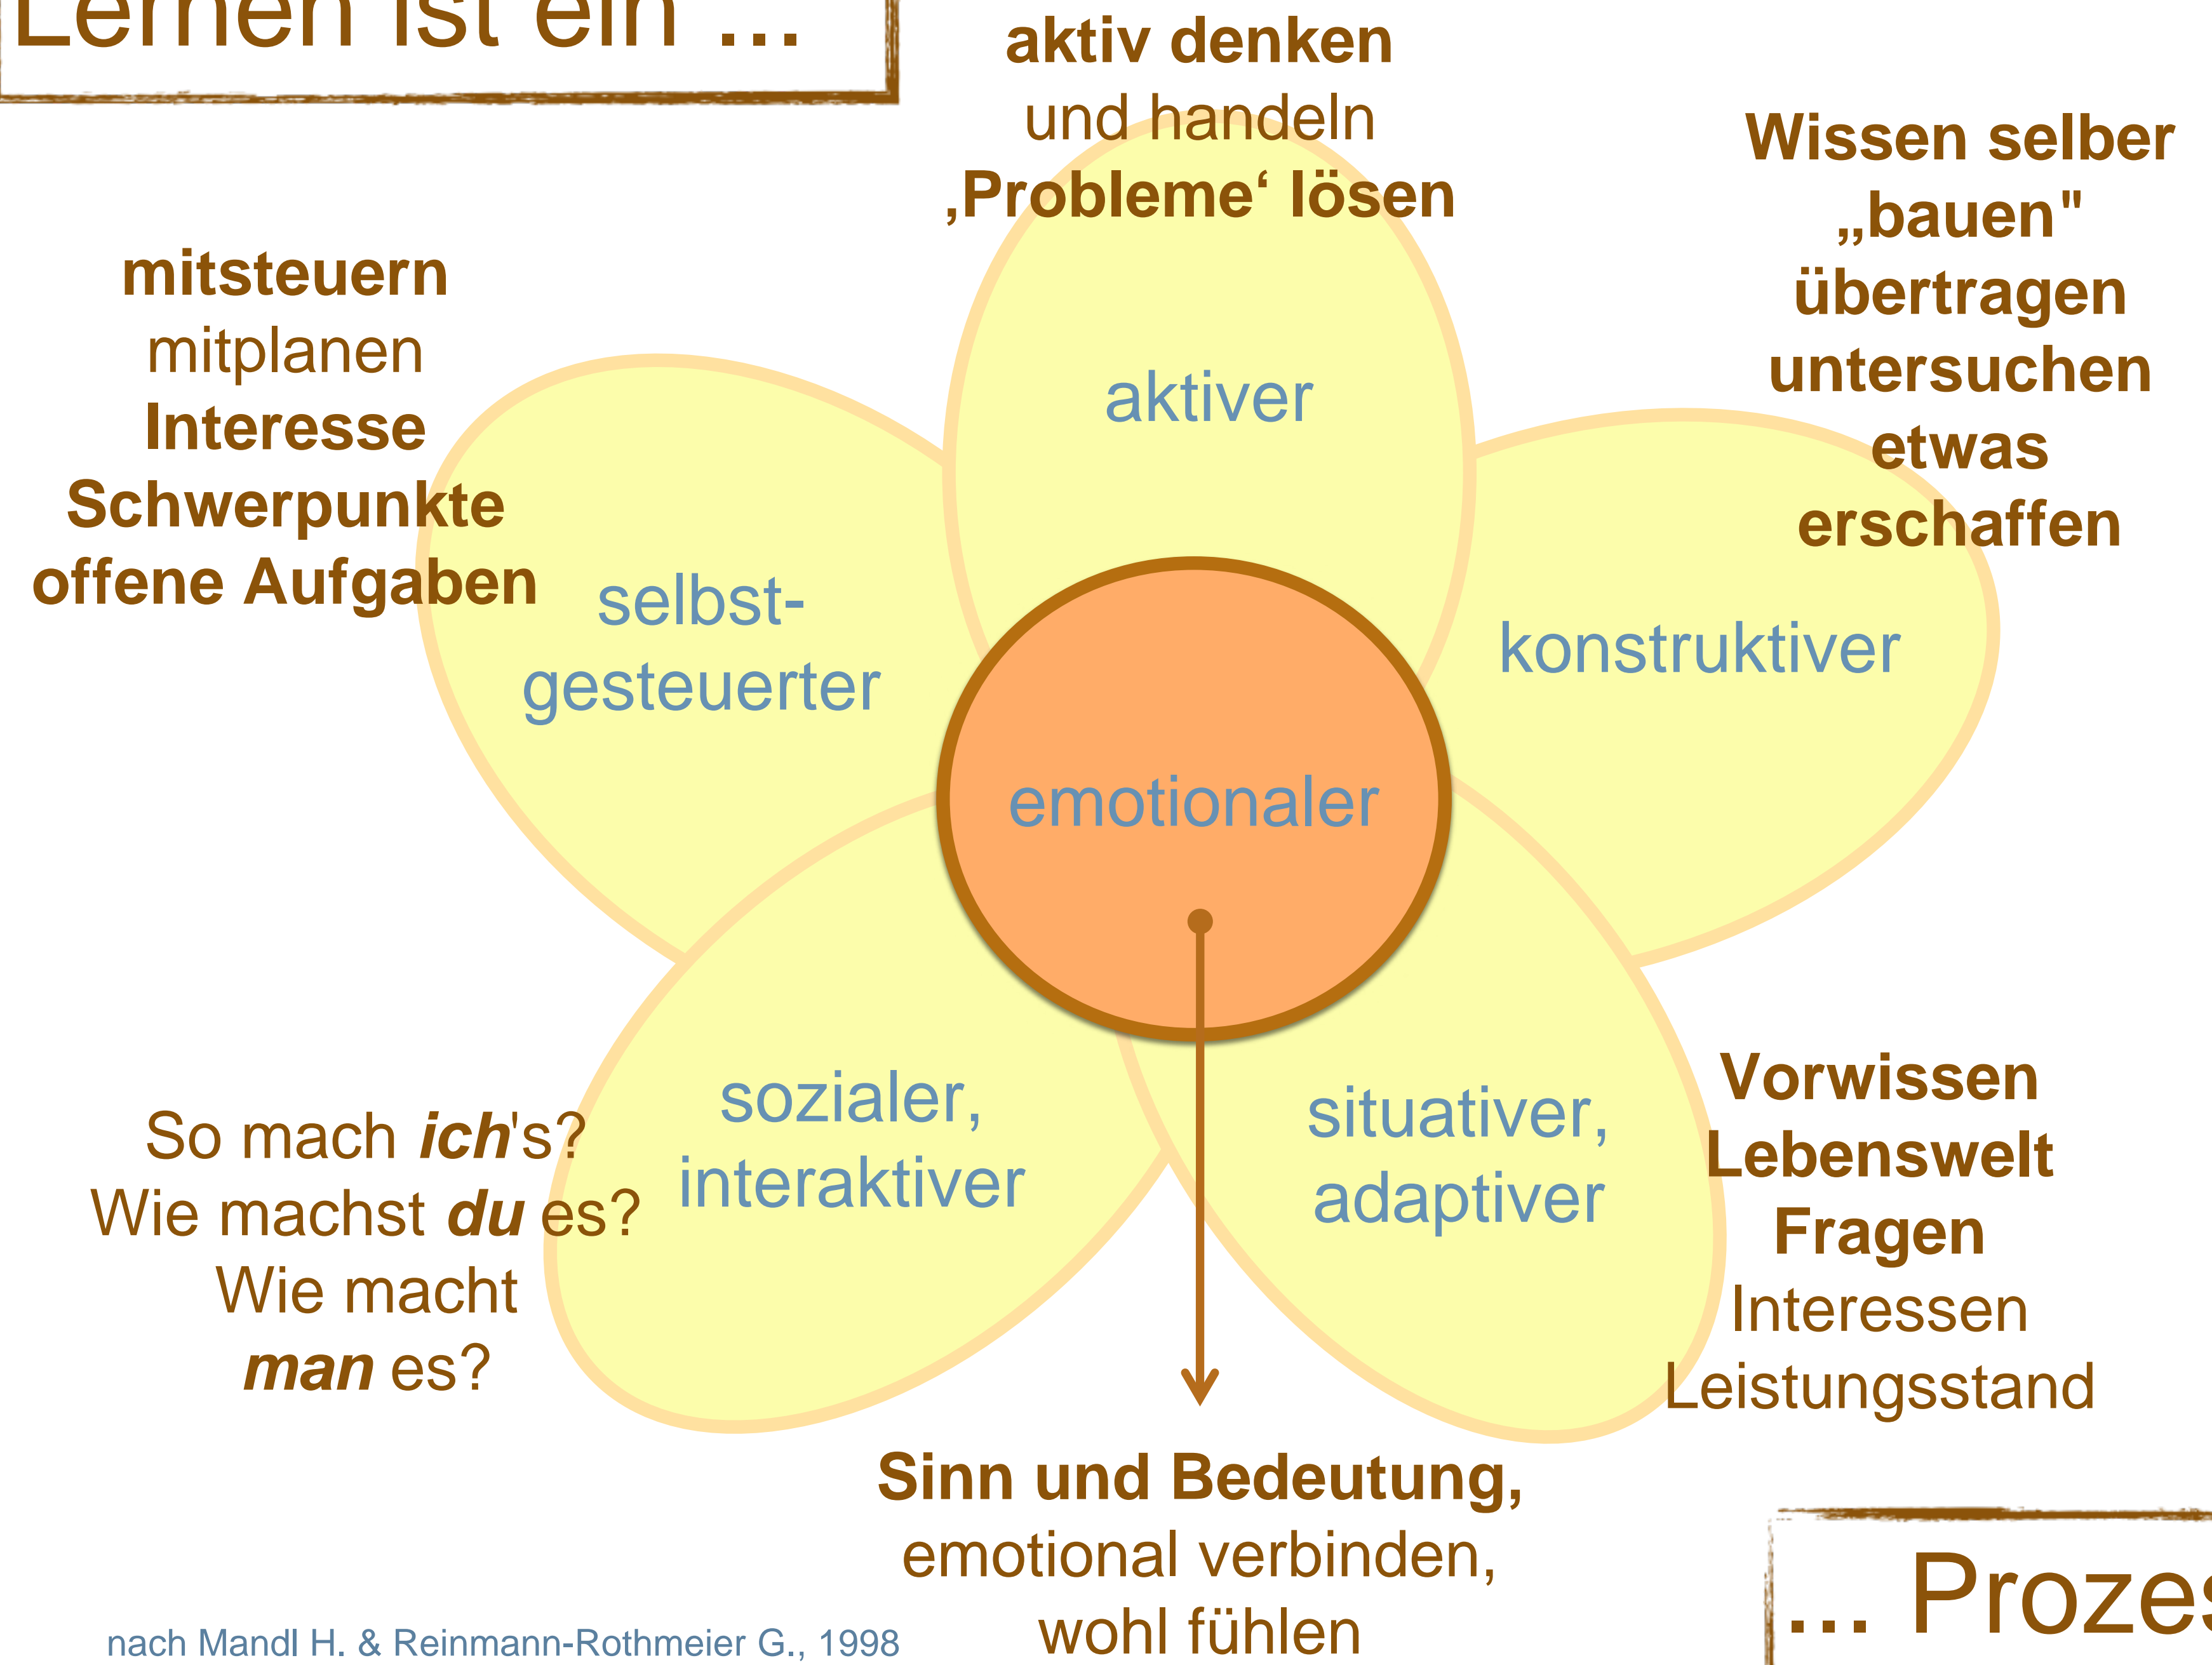 Lernen ist ein ...
aktiv denken
und handeln
‚Probleme‘ lösen
Wissen selber
„bauen"
übertragen
untersuchen
etwas
erschaffen
mitsteuern
mitplanen
Interesse
Schwerpunkte
offene Aufgaben
aktiver
selbst-
gesteuerter
konstruktiver
emotionaler
sozialer,
interaktiver
situativer,
adaptiver
So mach ich's?
Wie machst du es?
Wie macht
man es?
Vorwissen
Lebenswelt
Fragen
Interessen
Leistungsstand
Sinn und Bedeutung,
emotional verbinden,
wohl fühlen
nach Mandl H. & Reinmann-Rothmeier G., 1998
...